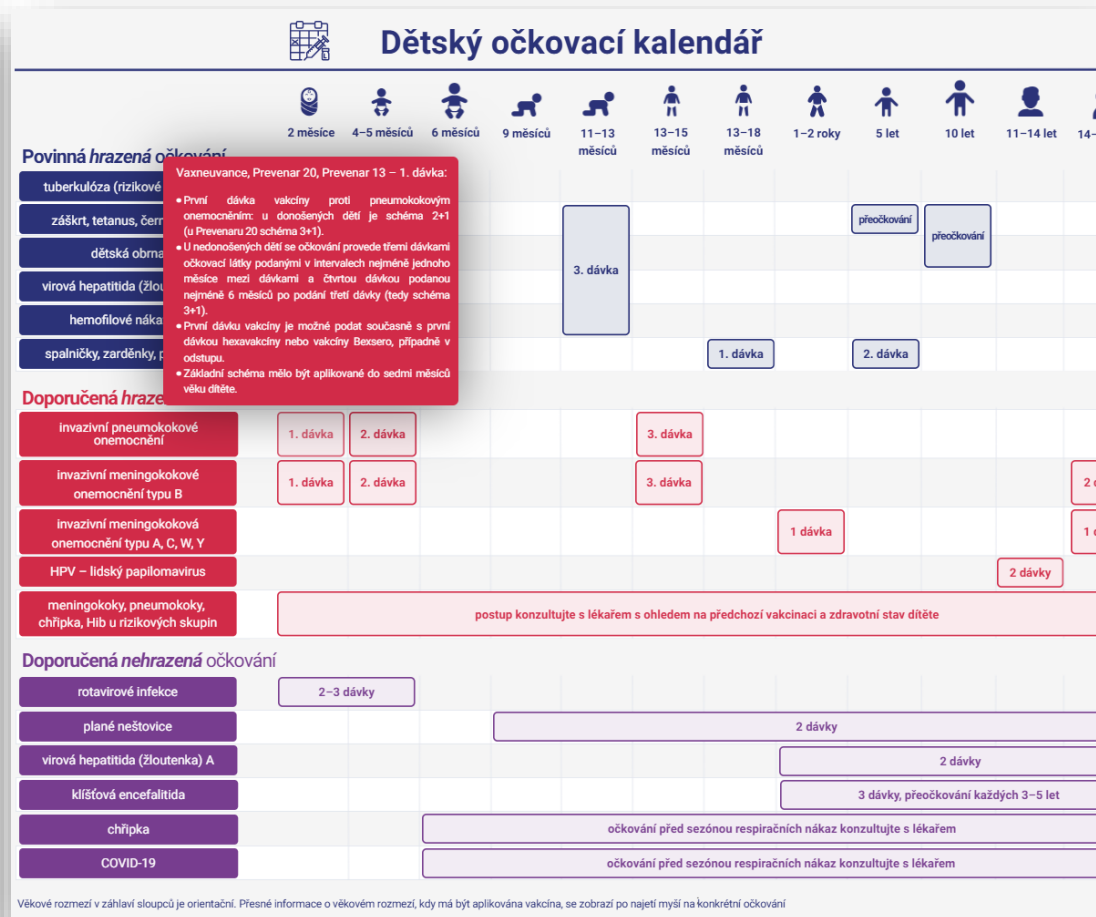 Dětský očkovací kalendář
2 měsíce
4–5 měsíců
6 měsíců
9 měsíců
11–13
měsíců
13–15
měsíců
13–18
měsíců
1–2 roky
5 let
10 let
11–14 let
14–
Povinná hrazená očkování
tuberkulóza (rizikové
záškrt, tetanus, čern
přeočkování
přeočkování
dětská obrna
3. dávka
virová hepatitida (žlou
hemofilové náka
spalničky, zarděnky, p
1. dávka
2. dávka
Vaxneuvance, Prevenar 20, Prevenar 13 – 1. dávka:
• První dávka vakcíny proti pneumokokovým
onemocněním: u donošených dětí je schéma 2+1
(u Prevenaru 20 schéma 3+1).
• U nedonošených dětí se očkování provede třemi dávkami
očkovací látky podanými v intervalech nejméně jednoho
měsíce mezi dávkami a čtvrtou dávkou podanou
nejméně 6 měsíců po podání třetí dávky (tedy schéma
3+1).
• První dávku vakcíny je možné podat současně s první
dávkou hexavakcíny nebo vakcíny Bexsero, případně v
odstupu.
• Základní schéma mělo být aplikované do sedmi měsíců
věku dítěte.
Doporučená hraze
invazivní pneumokokové
onemocnění
1. dávka
2. dávka
3. dávka
invazivní meningokokové
onemocnění typu B
1. dávka
2. dávka
3. dávka
2 d
invazivní meningokoková
onemocnění typu A, C, W, Y
1 dávka
1 d
HPV – lidský papilomavirus
2 dávky
meningokoky, pneumokoky,
chřipka, Hib u rizikových skupin
postup konzultujte s lékařem s ohledem na předchozí vakcinaci a zdravotní stav dítěte
Doporučená nehrazená očkování
rotavirové infekce
2–3 dávky
plané neštovice
2 dávky
virová hepatitida (žloutenka) A
2 dávky
klíšťová encefalitida
3 dávky, přeočkování každých 3–5 let
chřipka
očkování před sezónou respiračních nákaz konzultujte s lékařem
COVID-19
očkování před sezónou respiračních nákaz konzultujte s lékařem
Věkové rozmezí v záhlaví sloupců je orientační. Přesné informace o věkovém rozmezí, kdy má být aplikována vakcína, se zobrazí po najetí myší na konkrétní očkování